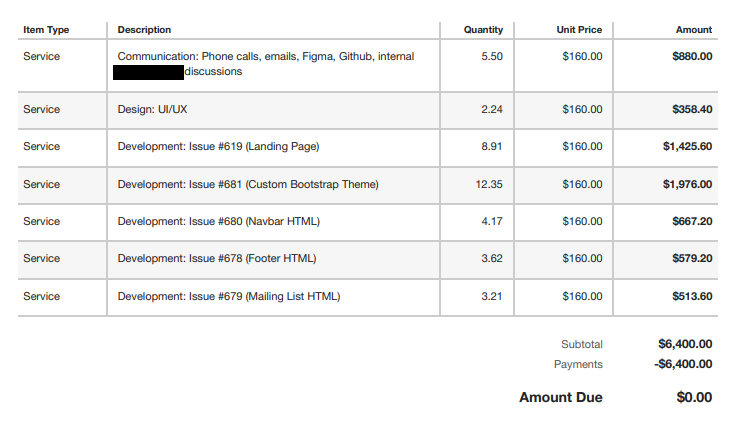 Item Type Description Quantity Unit Price Amount
Service Communication: Phone calls, emails, Figma, Github, internal 5.50 $160.00 $880.00
discussions
Service Design: UI/UX 2.24 $160.00 $358.40
Service Development: Issue #619 (Landing Page) 8.91 $160.00 $1,425.60
Service Development: Issue #681 (Custom Bootstrap Theme) 12.35 $160.00 $1,976.00
Service Development: Issue #680 (Navbar HTML) 4.17 $160.00 $667.20
Service Development: Issue #678 (Footer HTML) 3.62 $160.00 $579.20
Service Development: Issue #679 (Mailing List HTML) 3.21 $160.00 $513.60
Subtotal $6,400.00
Payments -$6,400.00
Amount Due $0.00